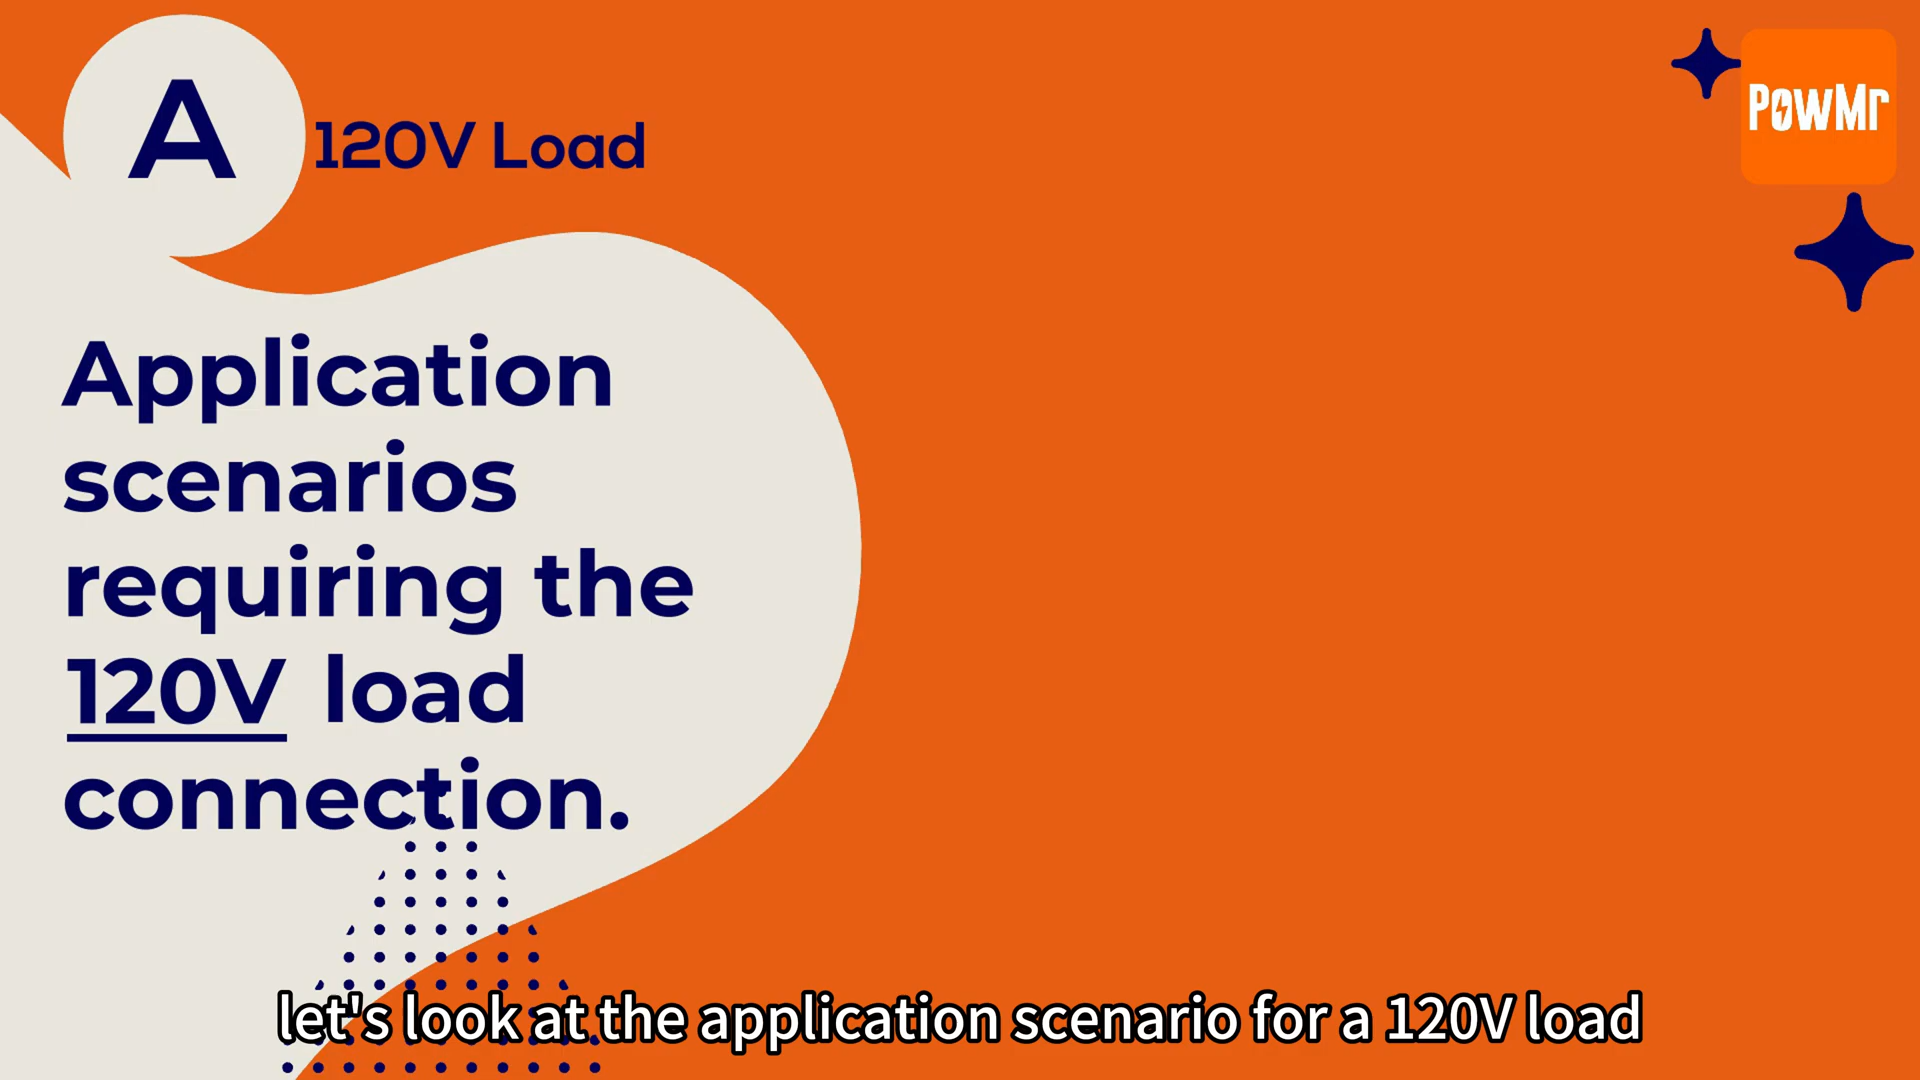 A
120V Load
PowMr
Application
scenarios
requiring the
120V load
connection.
let's look at the application scenario for a 120V load